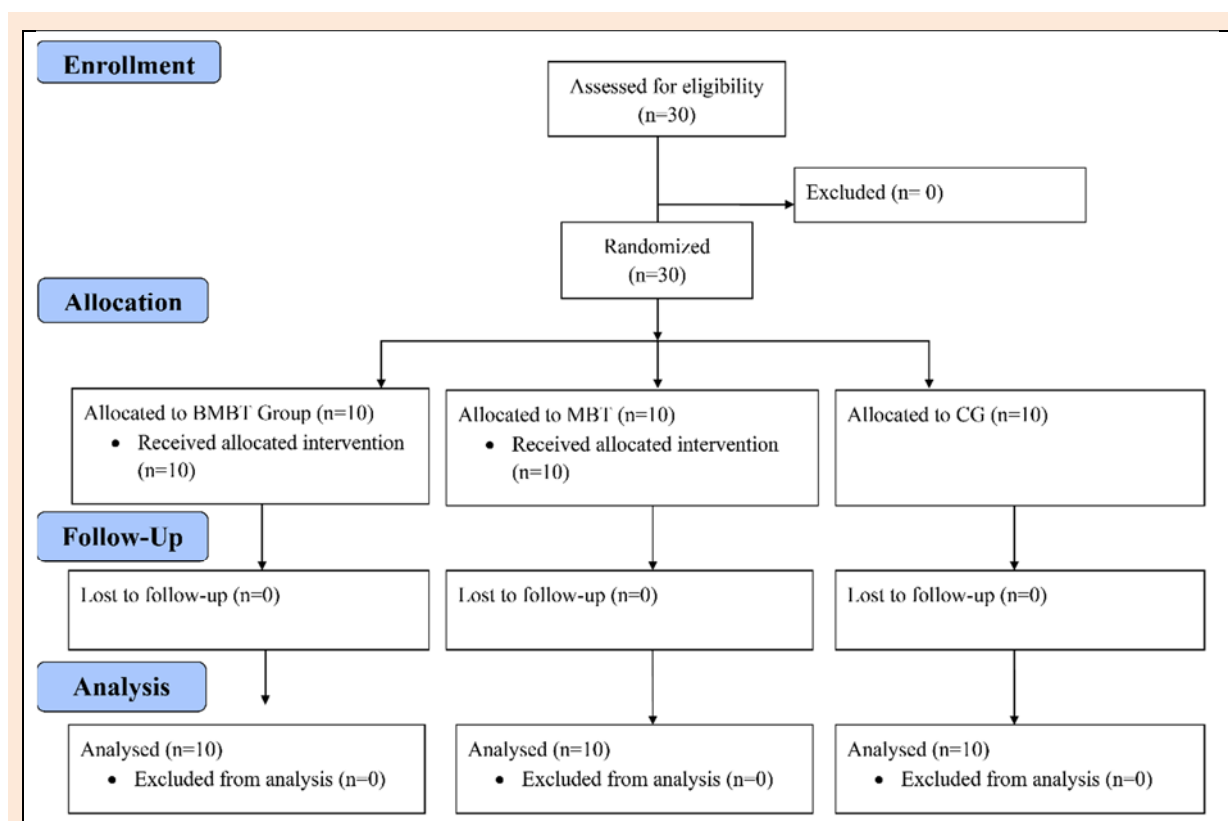 Enrollment
Assessed for eligibility
(n=30)
Excluded (n= 0)
Randomized
(n=30)
Allocation
Allocated to BMBT Group (n=10)
• Received allocated intervention
(n=10)
Allocated to MBT (n=10)
• Received allocated intervention
(n=10)
Allocated to CG (n=10)
Follow-Up
Lost to follow-up (n=0)
Lost to follow-up (n=0)
Lost to follow-up (n=0)
Analysis
Analysed (n=10)
• Excluded from analysis (n=0)
Analysed (n=10)
• Excluded from analysis (n=0)
Analysed (n=10)
• Excluded from analysis (n=0)